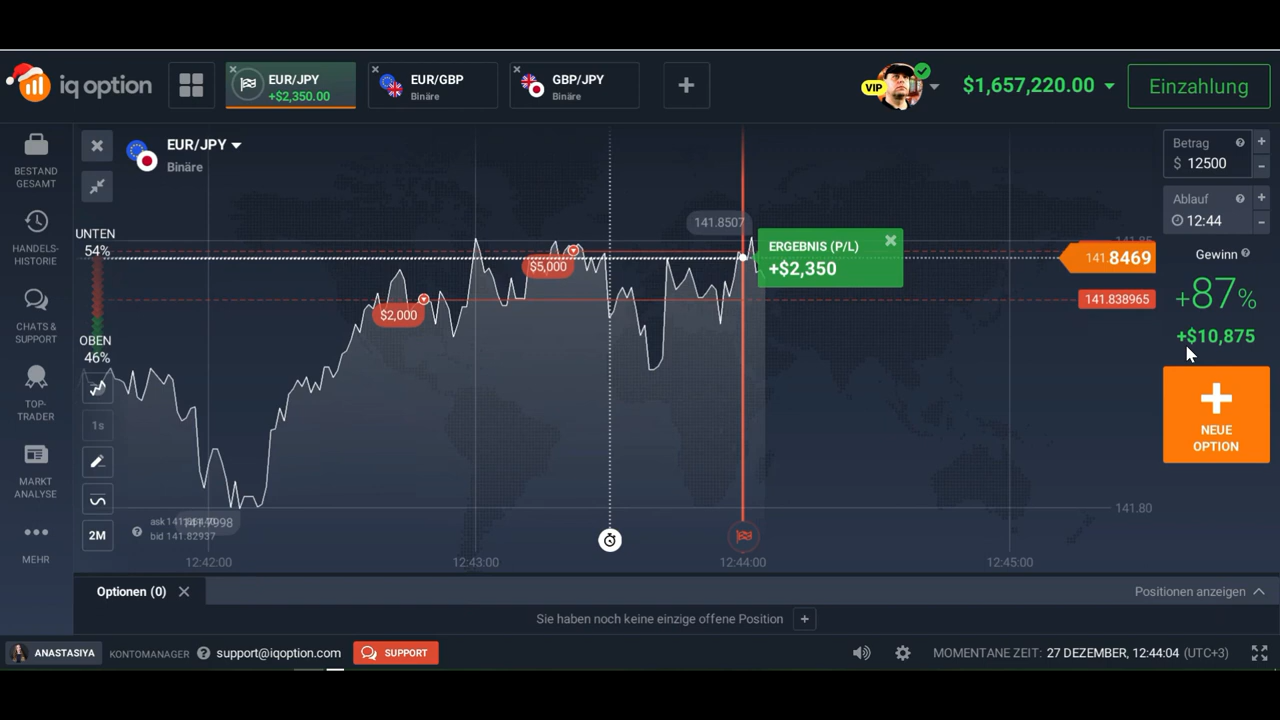 iq option
EUR/JPY
+$2,350.00
EUR/GBP
Binäre
GBP/JPY
Binäre
VIP
$1,657,220.00
Einzahlung
BESTAND
GESAMT
HANDELS-
HISTORIE
CHATS &
SUPPORT
TOP-
TRADER
MARKT
ANALYSE
MEHR
EUR/JPY
Binäre
UNTEN
54%
OBEN
46%
1s
2M
$2,000
$5,000
141.8507
ERGEBNIS (P/L)
+$2,350
141.8469
141.838965
141.80
bid 141.82937
12:42:00
12:43:00
12:44:00
12:45:00
Betrag
$ 12500
Ablauf
12:44
Gewinn
+87%
+$10,875
NEUE
OPTION
Optionen (0)
Positionen anzeigen
Sie haben noch keine einzige offene Position
ANASTASIYA
KONTOMANAGER
support@iqoption.com
SUPPORT
MOMENTANE ZEIT: 27 DEZEMBER, 12:44:04 (UTC+3)